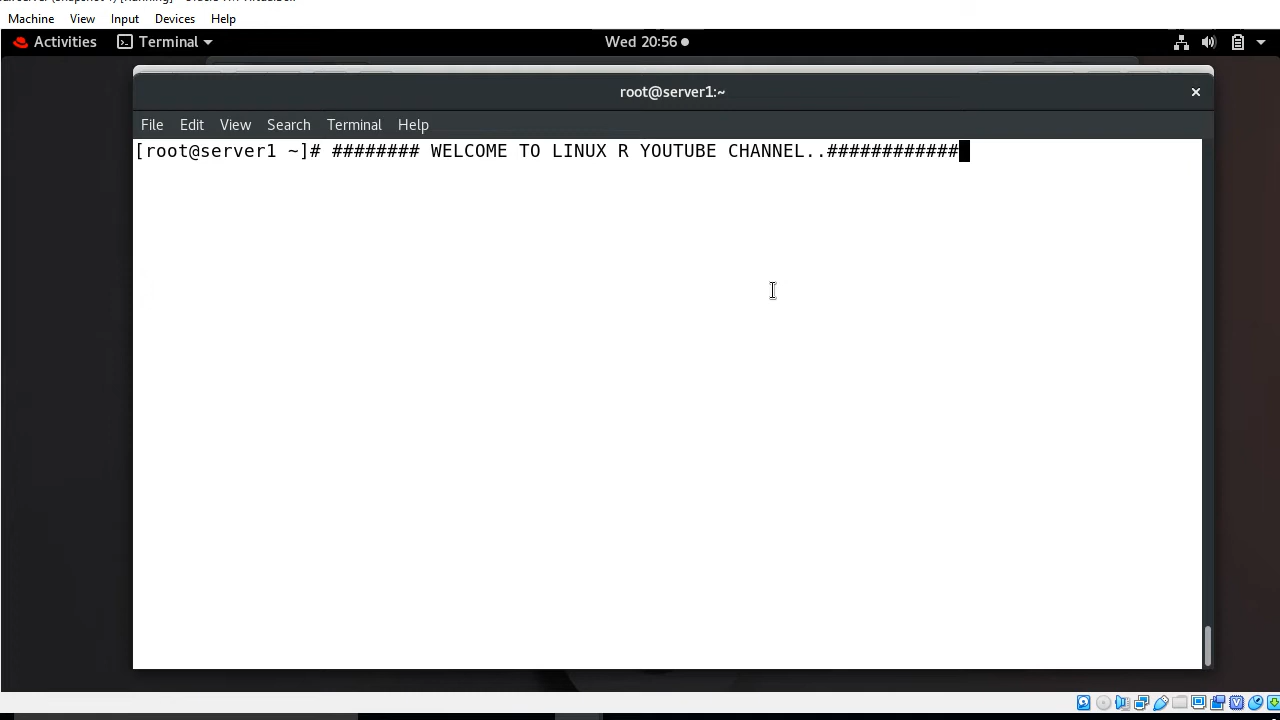 Machine View Input Devices Help
Activities Terminal Wed 20:56
root@server1:~
File Edit View Search Terminal Help
[root@server1 ~]# ######## WELCOME TO LINUX R YOUTUBE CHANNEL..############